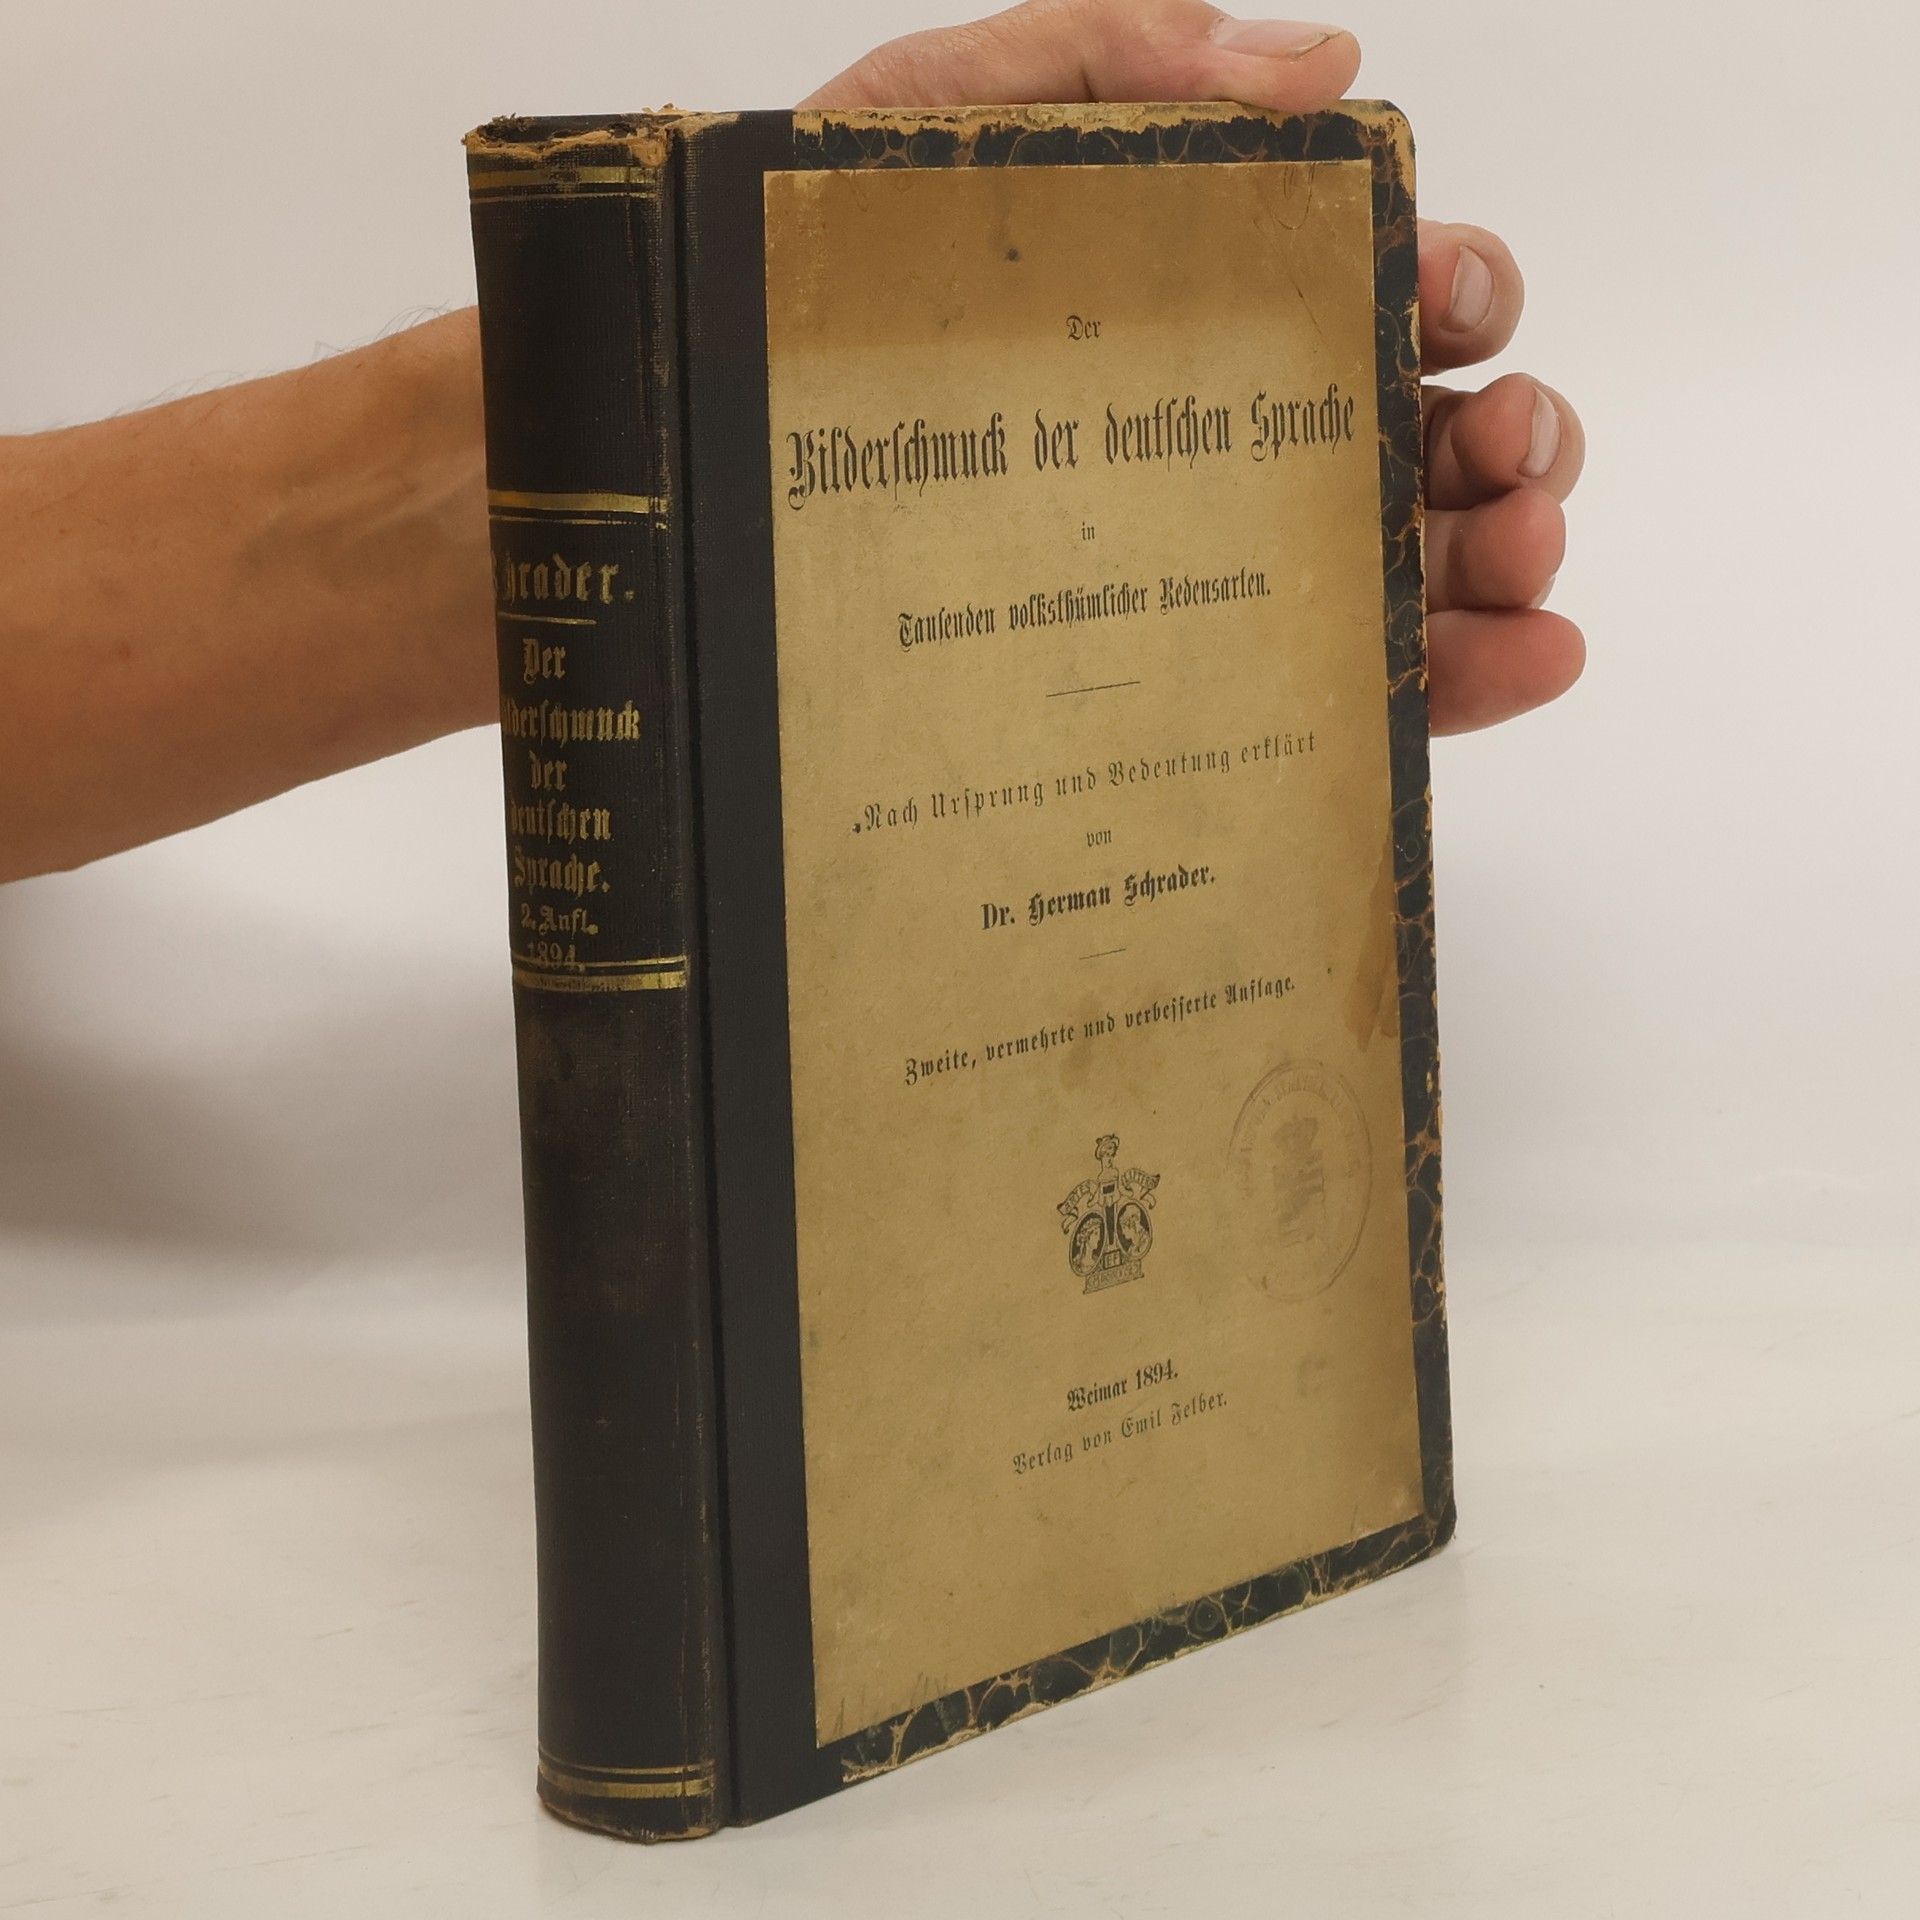 Schrader.
Der
Bilderschmuck
der
deutschen
Sprache.
2. Aufl.
1894.
Der
Bilderschmuck der deutschen Sprache
in
Tausenden volksthümlicher Redensarten.
Nach Ursprung und Bedeutung erklärt
von
Dr. Herman Schrader.
Zweite, vermehrte und verbesserte Auflage.
EF
Weimar 1894.
Verlag von Emil Felber.